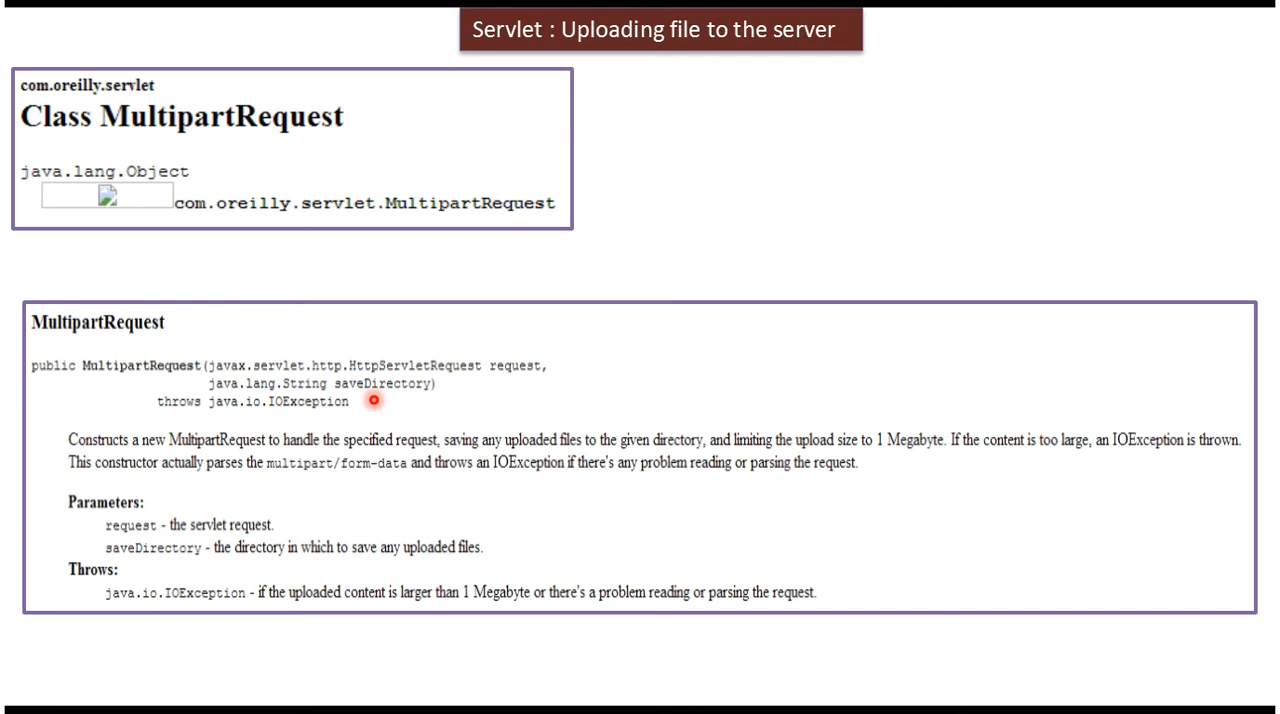 Servlet : Uploading file to the server
com.oreilly.servlet
Class MultipartRequest
java.lang.Object
com.oreilly.servlet.MultipartRequest
MultipartRequest
public MultipartRequest(javax.servlet.http.HttpServletRequest request,
java.lang.String saveDirectory)
throws java.io.IOException
Constructs a new MultipartRequest to handle the specified request, saving any uploaded files to the given directory, and limiting the upload size to 1 Megabyte. If the content is too large, an IOException is thrown.
This constructor actually parses the multipart/form-data and throws an IOException if there's any problem reading or parsing the request.
Parameters:
request - the servlet request.
saveDirectory - the directory in which to save any uploaded files.
Throws:
java.io.IOException - if the uploaded content is larger than 1 Megabyte or there's a problem reading or parsing the request.